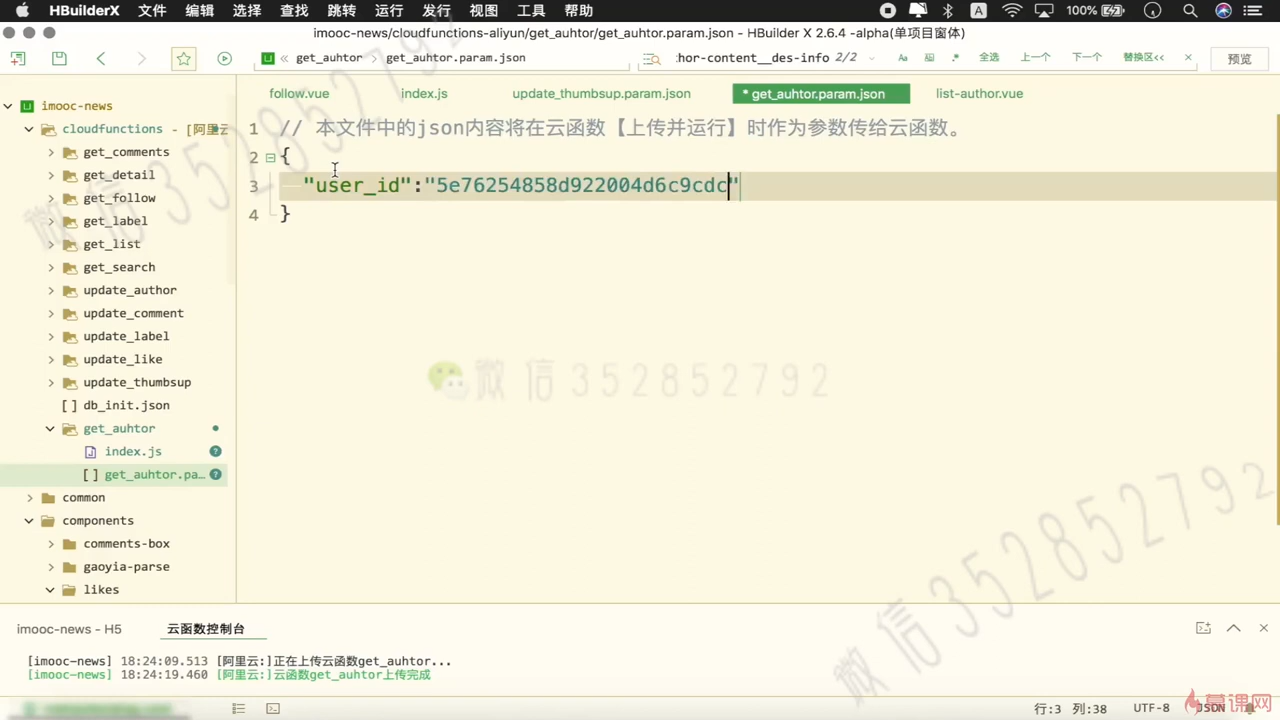 HBuilderX 文件 编辑 选择 查找 跳转 运行 发行 视图 工具 帮助 100%
imooc-news/cloudfunctions-aliyun/get_auhtor/get_auhtor.param.json - HBuilder X 2.6.4 -alpha(单项目窗体)
get_auhtor get_auhtor.param.json :hor-content__des-info 2/2 全选 上一个 下一个 替换区<< 预览
follow.vue index.js update_thumbsup.param.json * get_auhtor.param.json list-author.vue
imooc-news
cloudfunctions - [阿里云
get_comments
get_detail
get_follow
get_label
get_list
get_search
update_author
update_comment
update_label
update_like
update_thumbsup
[ ] db_init.json
get_auhtor
index.js
[ ] get_auhtor.pa…
common
components
comments-box
gaoyia-parse
likes
1 // 本文件中的json内容将在云函数【上传并运行】时作为参数传给云函数。
2 {
3 "user_id":"5e76254858d922004d6c9cdc"
4 }
微信 352852792
微信 352852792
微信 352852792
imooc-news - H5 云函数控制台
[imooc-news] 18:24:09.513 [阿里云:]正在上传云函数get_auhtor...
[imooc-news] 18:24:19.460 [阿里云:]云函数get_auhtor上传完成
行:3 列:38 UTF-8 JSON
慕课网